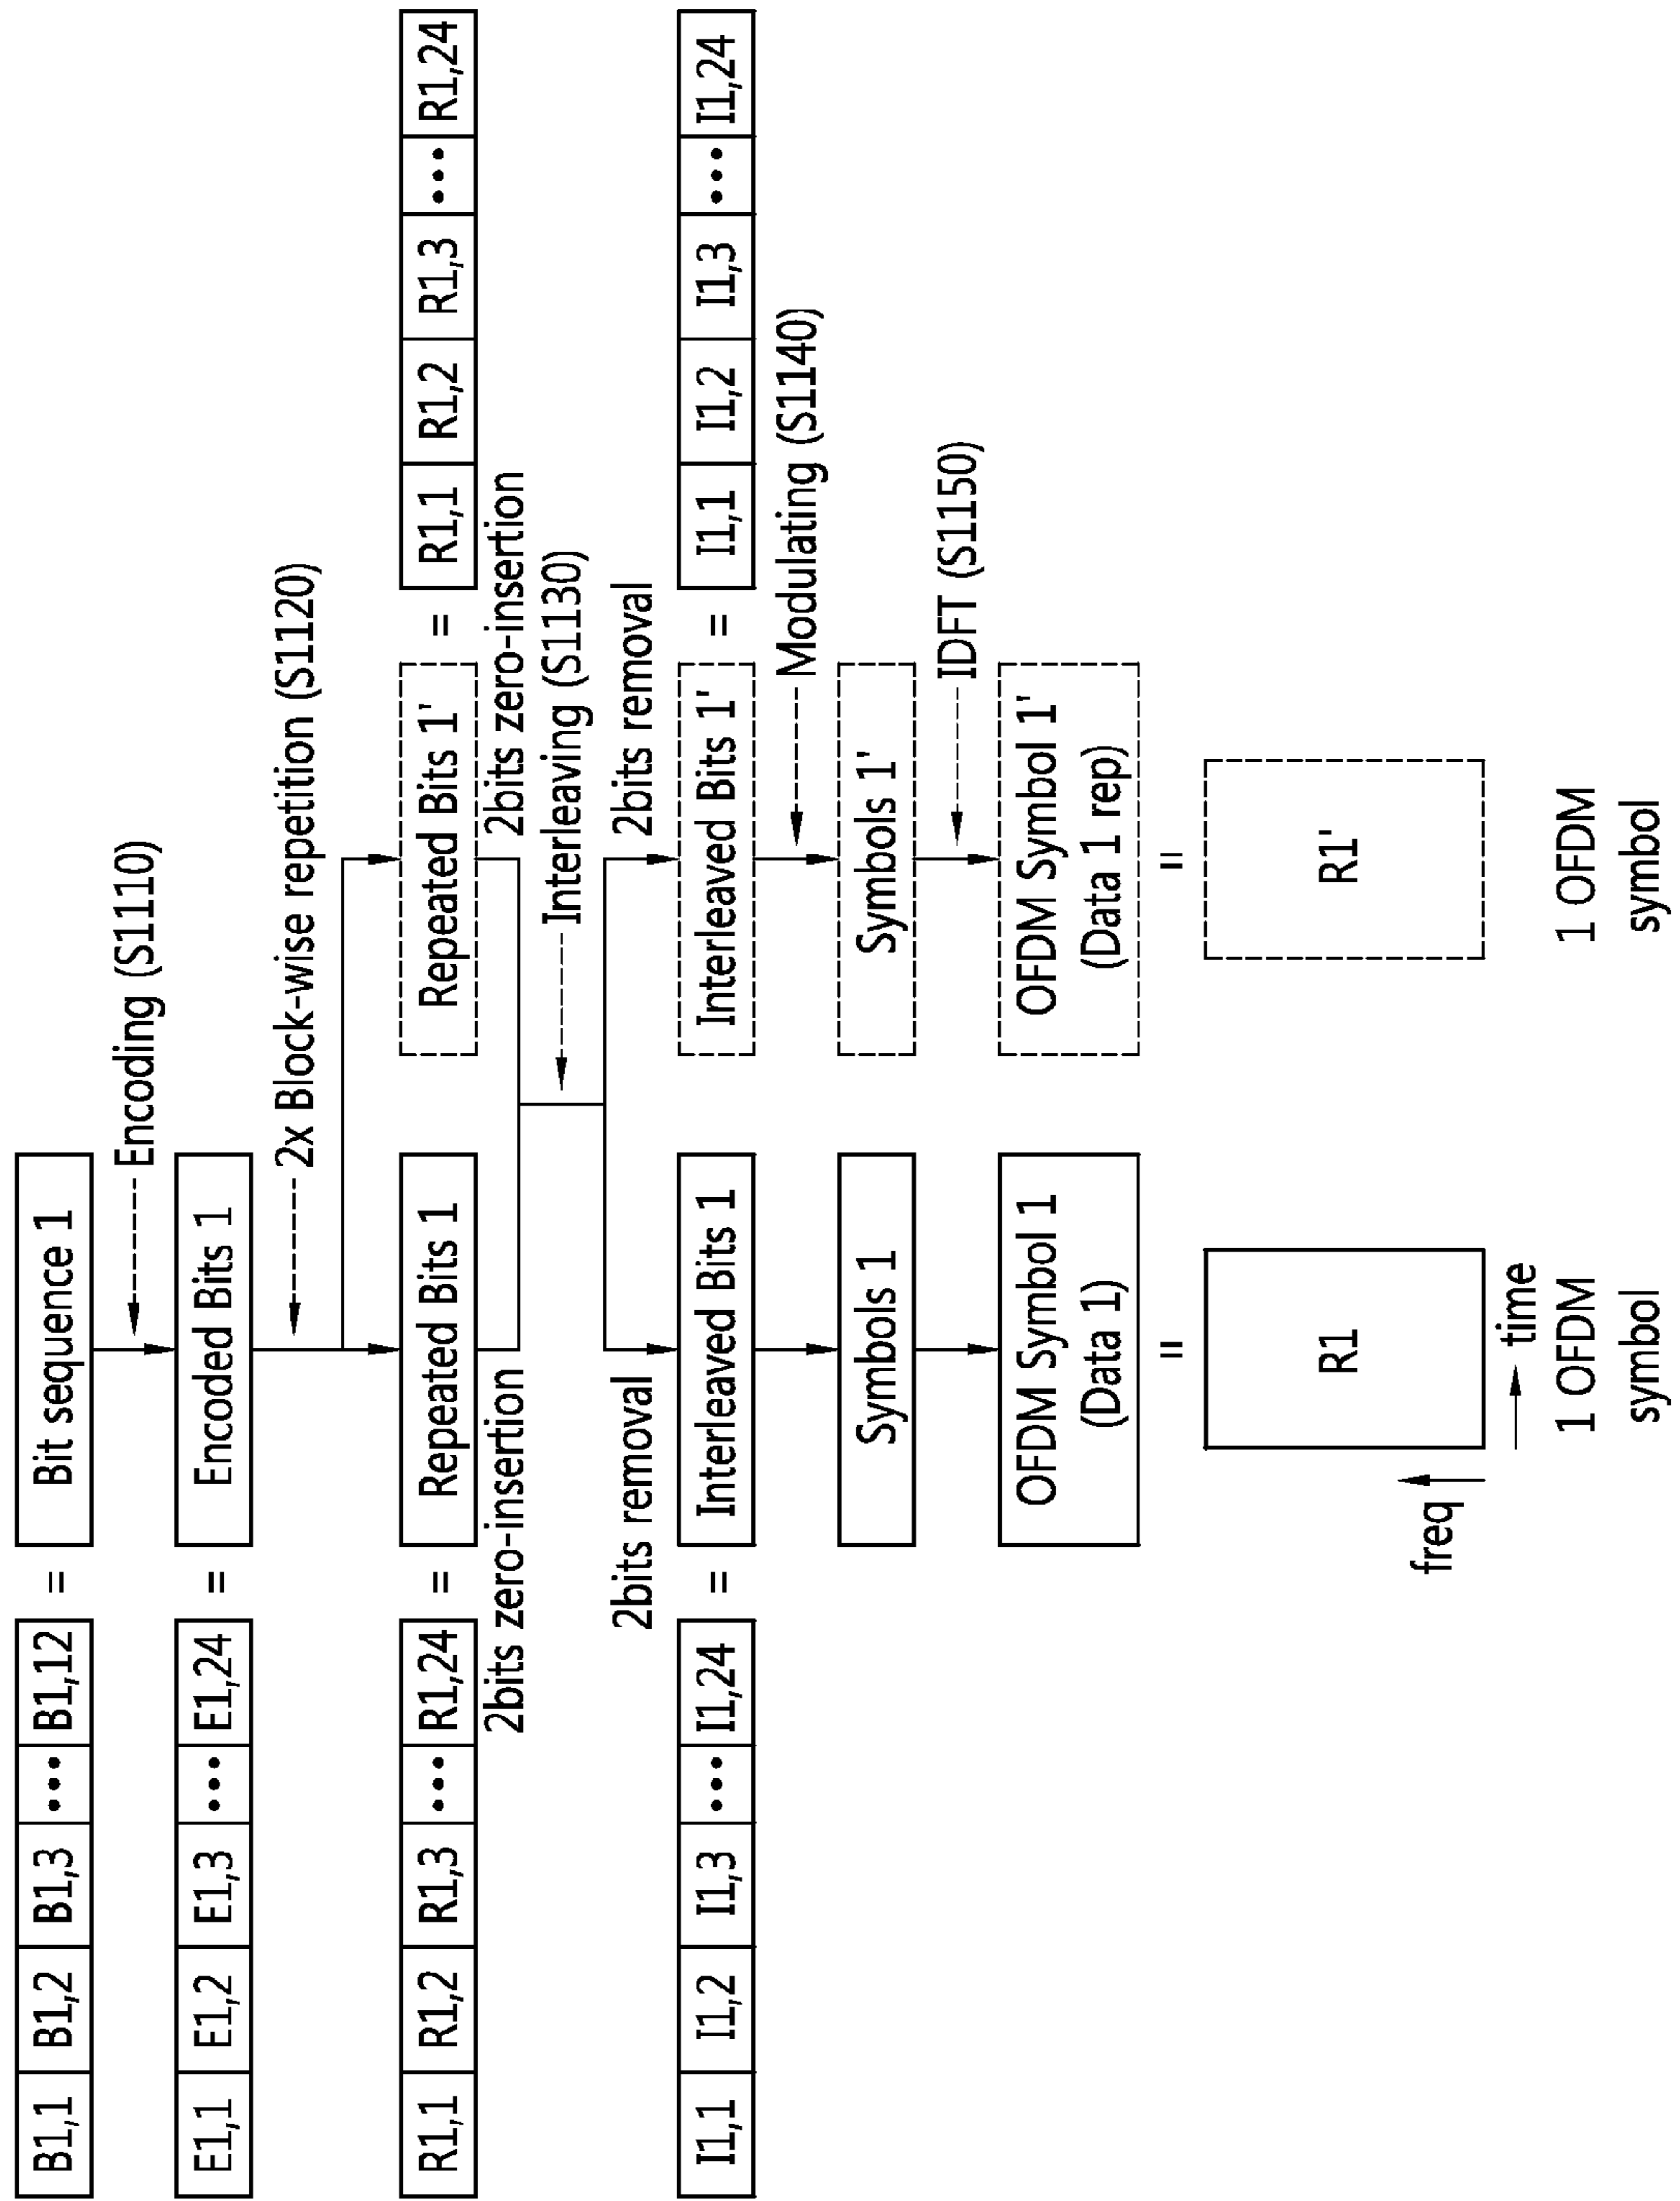 B1,1 B1,2 B1,3 ••• B1,12 = Bit sequence 1
Encoding (S1110)
E1,1 E1,2 E1,3 ••• E1,24 = Encoded Bits 1
2x Block-wise repetition (S1120)
R1,1 R1,2 R1,3 ••• R1,24 = Repeated Bits 1 Repeated Bits 1' = R1,1 R1,2 R1,3 ••• R1,24
2bits zero-insertion 2bits zero-insertion
Interleaving (S1130)
2bits removal 2bits removal
I1,1 I1,2 I1,3 ••• I1,24 = Interleaved Bits 1 Interleaved Bits 1' = I1,1 I1,2 I1,3 ••• I1,24
Modulating (S1140)
Symbols 1 Symbols 1'
IDFT (S1150)
OFDM Symbol 1 OFDM Symbol 1'
(Data 1) (Data 1 rep)
= =
R1 R1'
freq
time
1 OFDM 1 OFDM
symbol symbol